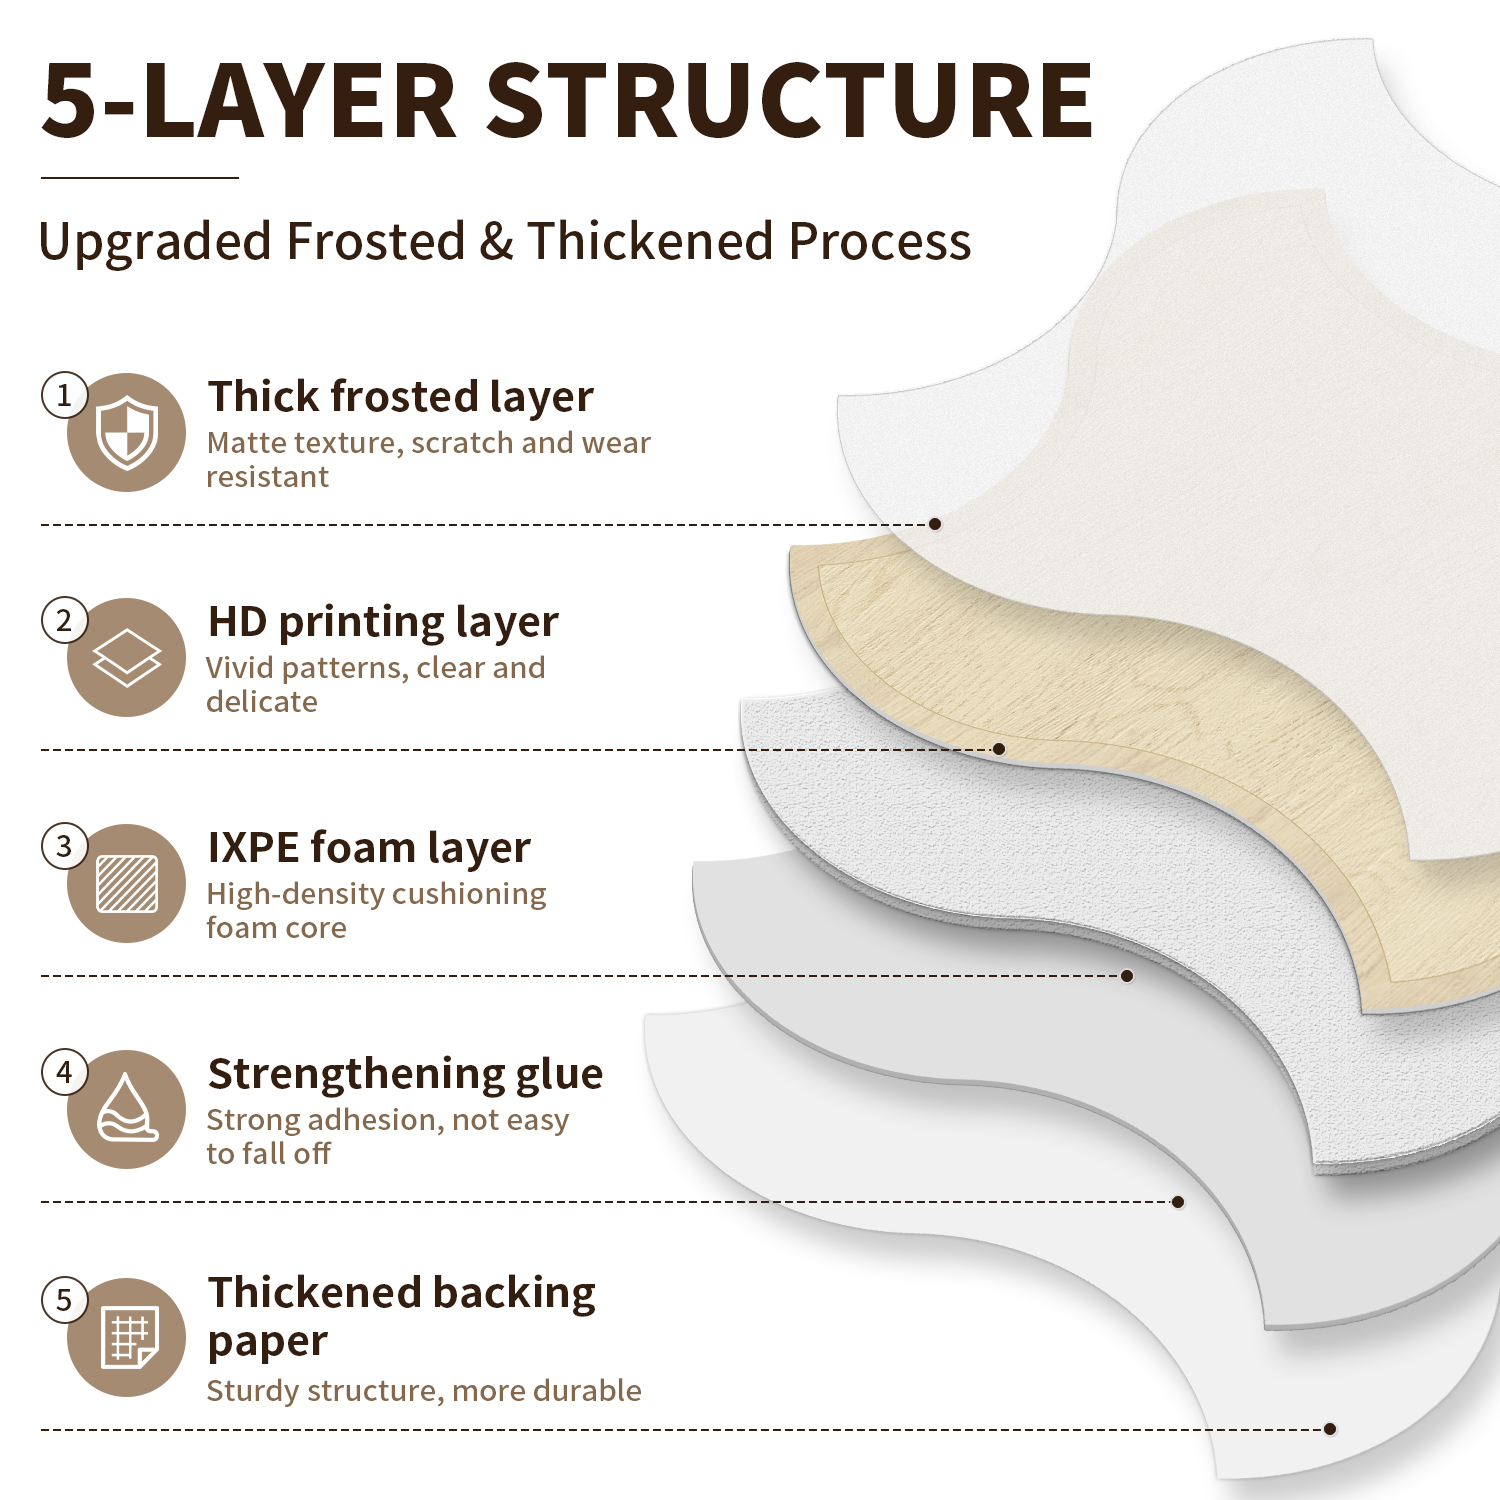 5-LAYER STRUCTURE
Upgraded Frosted & Thickened Process
1
Thick frosted layer
Matte texture, scratch and wear
resistant
2
HD printing layer
Vivid patterns, clear and
delicate
3
IXPE foam layer
High-density cushioning
foam core
4
Strengthening glue
Strong adhesion, not easy
to fall off
5
Thickened backing
paper
Sturdy structure, more durable